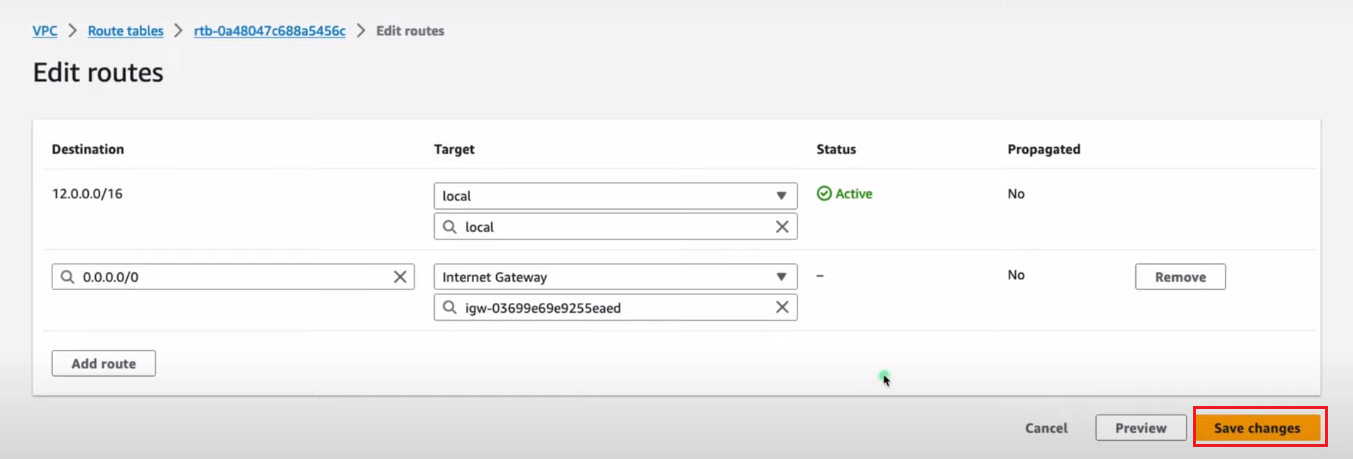 VPC > Route tables > rtb-0a48047c688a5456c > Edit routes
Edit routes
Destination Target Status Propagated
12.0.0.0/16 local Active No
local
0.0.0.0/0 Internet Gateway – No Remove
igw-03699e69e9255eaed
Add route
Cancel Preview Save changes